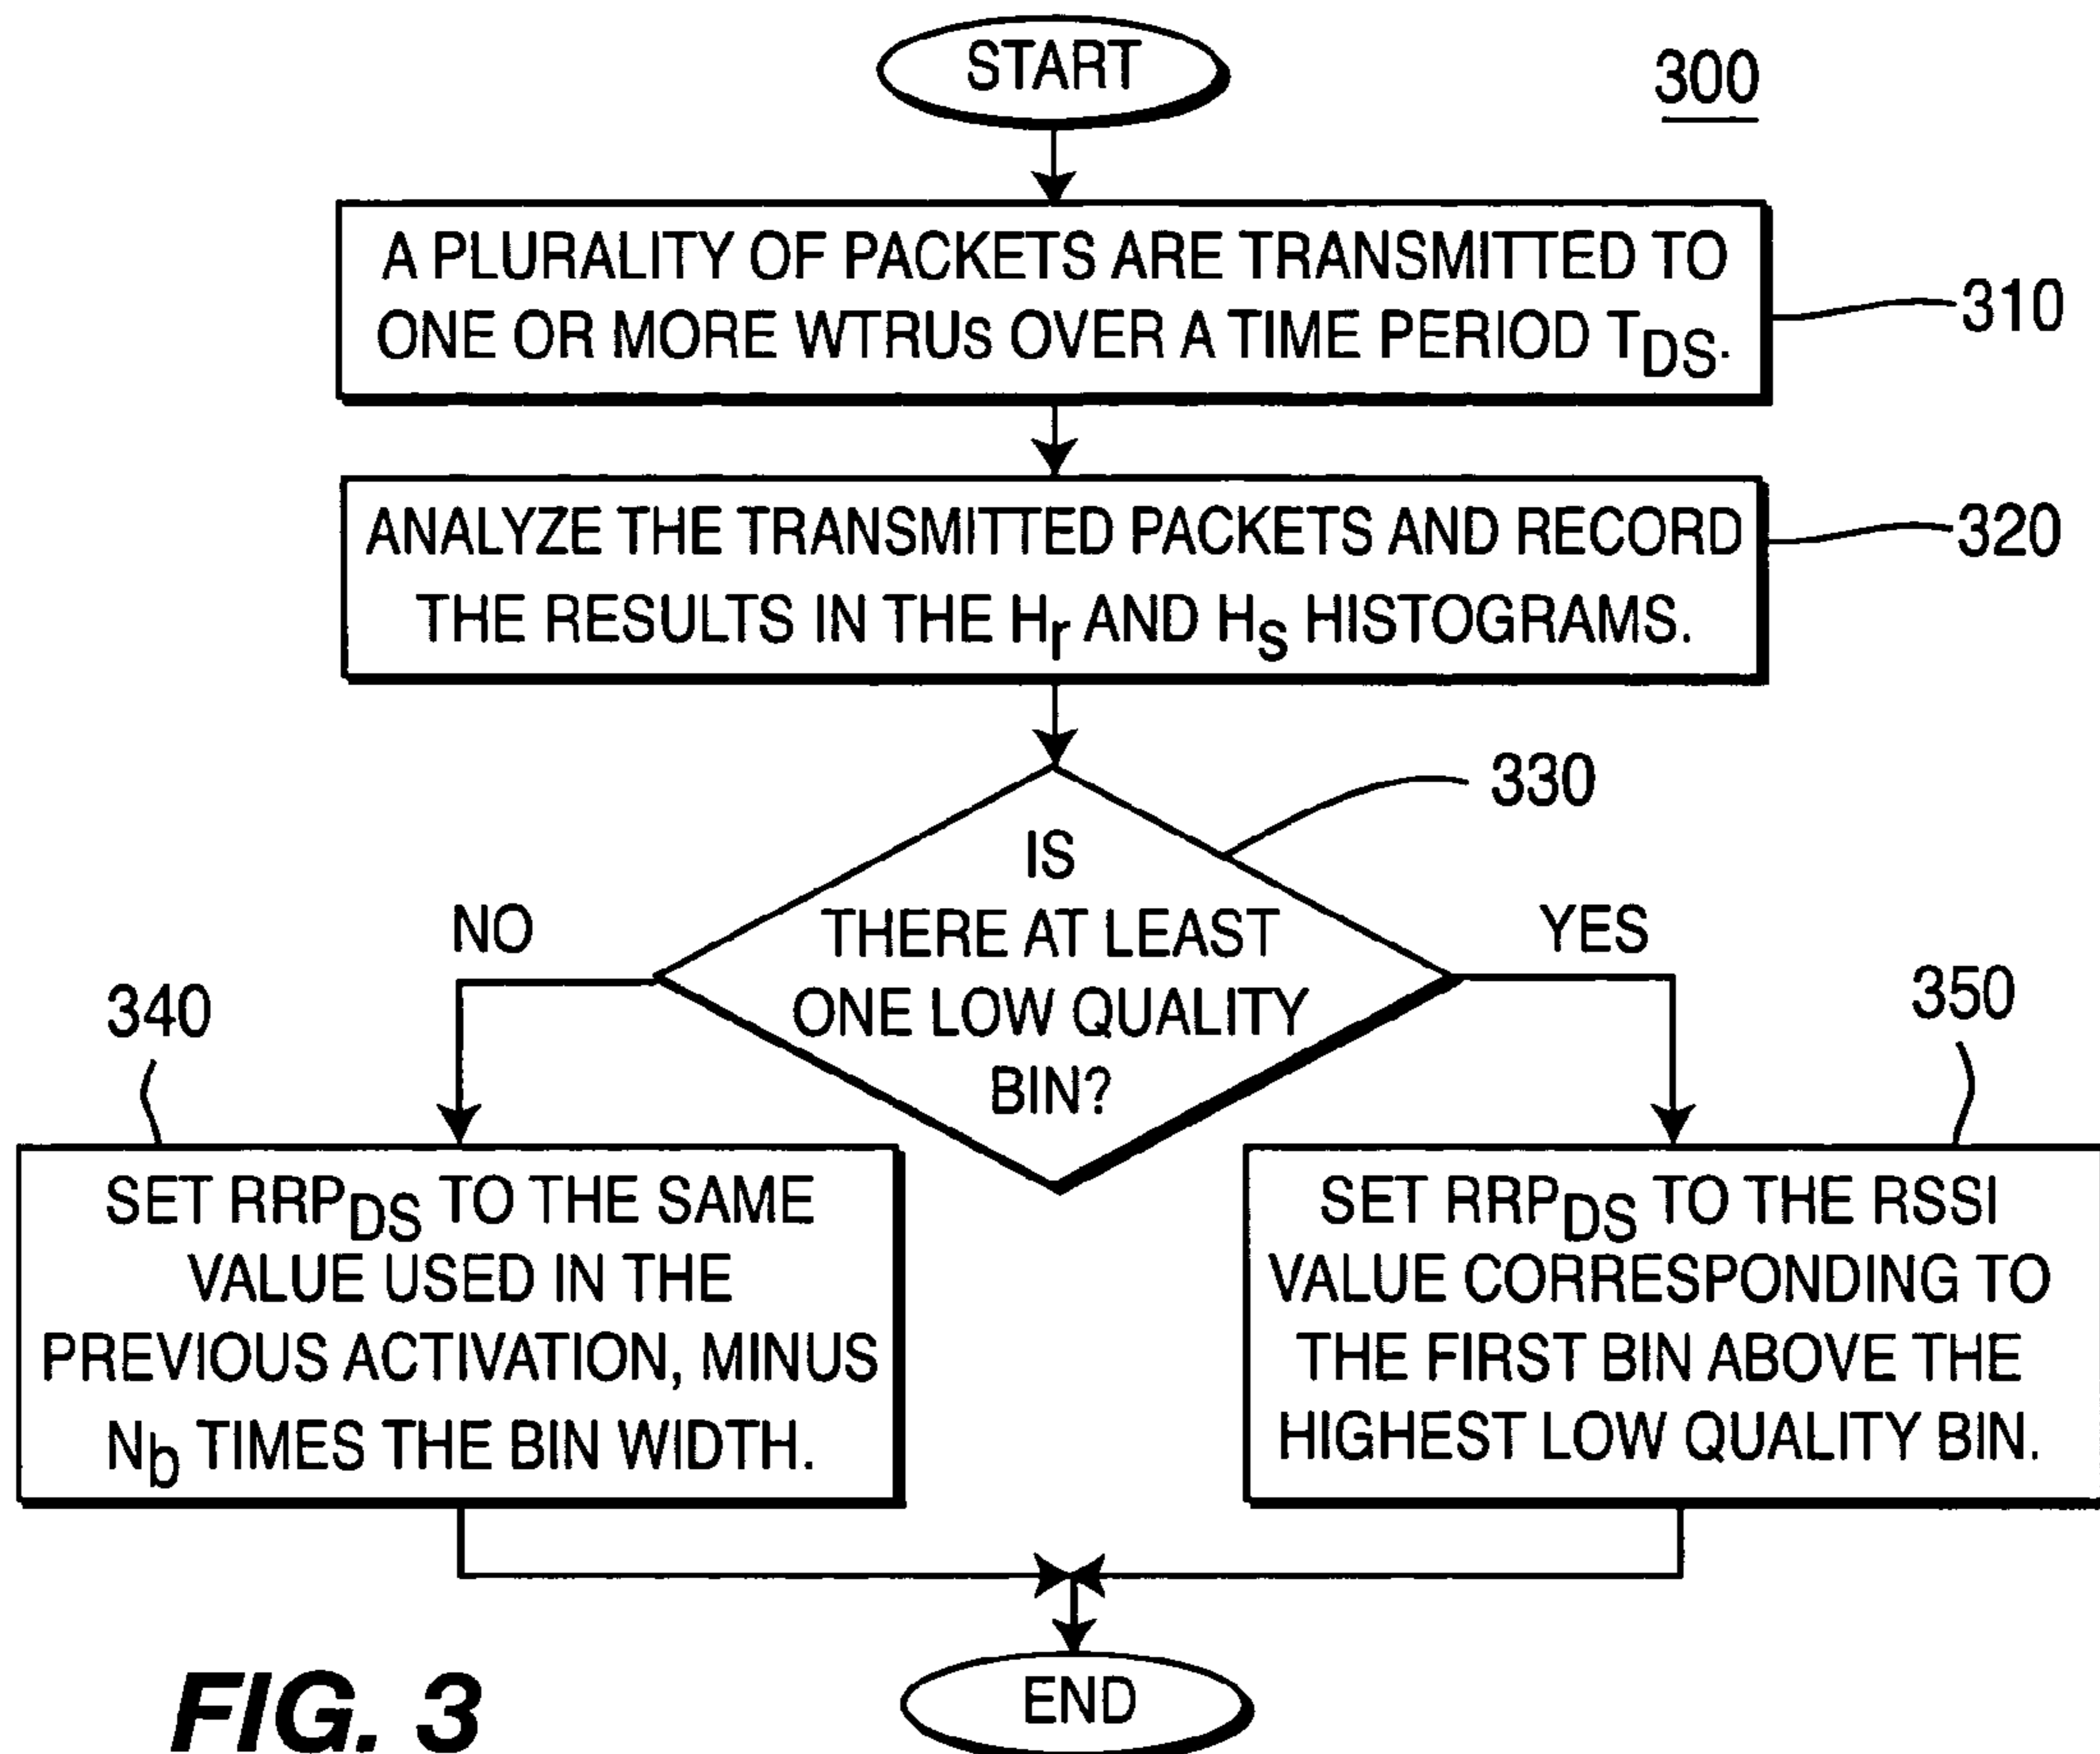 START
300
A PLURALITY OF PACKETS ARE TRANSMITTED TO
ONE OR MORE WTRUs OVER A TIME PERIOD TDS.
310
ANALYZE THE TRANSMITTED PACKETS AND RECORD
THE RESULTS IN THE Hr AND Hs HISTOGRAMS.
320
330
IS
THERE AT LEAST
ONE LOW QUALITY
BIN?
NO
YES
340
350
SET RRPDS TO THE SAME
VALUE USED IN THE
PREVIOUS ACTIVATION, MINUS
Nb TIMES THE BIN WIDTH.
SET RRPDS TO THE RSSI
VALUE CORRESPONDING TO
THE FIRST BIN ABOVE THE
HIGHEST LOW QUALITY BIN.
END
FIG. 3